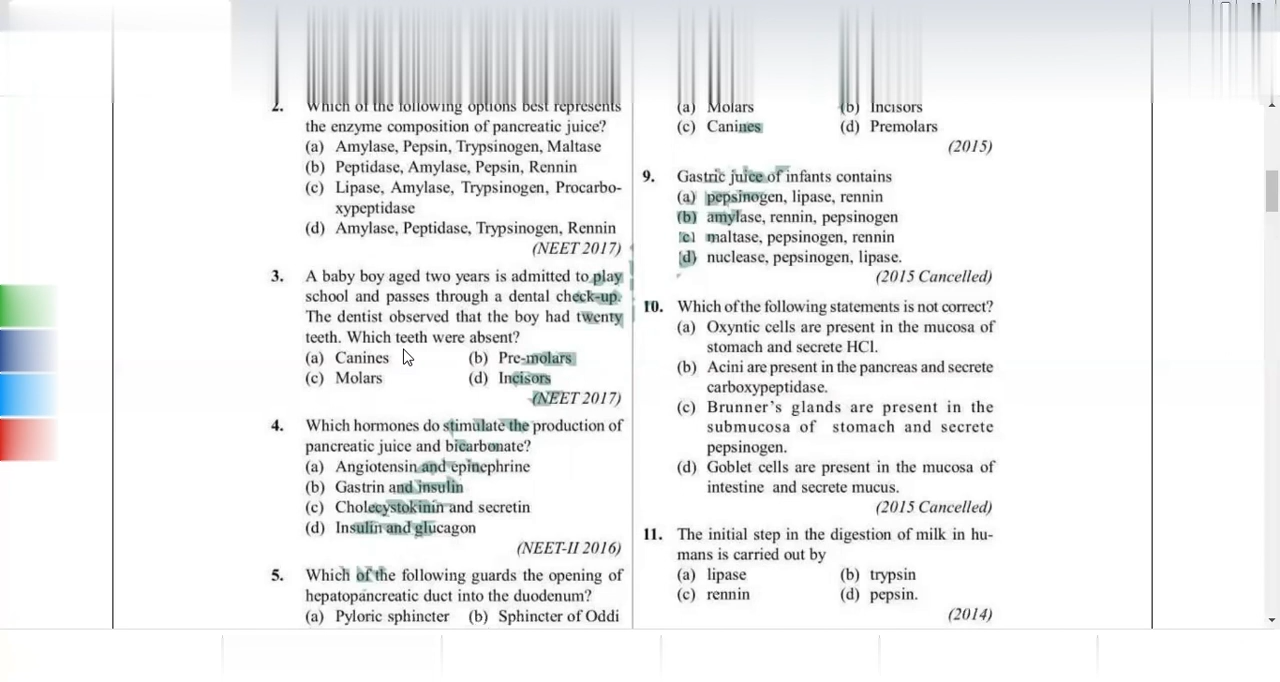 2. Which of the following options best represents
the enzyme composition of pancreatic juice?
(a) Amylase, Pepsin, Trypsinogen, Maltase
(b) Peptidase, Amylase, Pepsin, Rennin
(c) Lipase, Amylase, Trypsinogen, Procarbo-
xypeptidase
(d) Amylase, Peptidase, Trypsinogen, Rennin
(NEET 2017)
3. A baby boy aged two years is admitted to play
school and passes through a dental check-up.
The dentist observed that the boy had twenty
teeth. Which teeth were absent?
(a) Canines (b) Pre-molars
(c) Molars (d) Incisors
(NEET 2017)
4. Which hormones do stimulate the production of
pancreatic juice and bicarbonate?
(a) Angiotensin and epinephrine
(b) Gastrin and insulin
(c) Cholecystokinin and secretin
(d) Insulin and glucagon
(NEET-II 2016)
5. Which of the following guards the opening of
hepatopancreatic duct into the duodenum?
(a) Pyloric sphincter (b) Sphincter of Oddi
(a) Molars (b) Incisors
(c) Canines (d) Premolars
(2015)
9. Gastric juice of infants contains
(a) pepsinogen, lipase, rennin
(b) amylase, rennin, pepsinogen
(c) maltase, pepsinogen, rennin
(d) nuclease, pepsinogen, lipase.
(2015 Cancelled)
10. Which of the following statements is not correct?
(a) Oxyntic cells are present in the mucosa of
stomach and secrete HCl.
(b) Acini are present in the pancreas and secrete
carboxypeptidase.
(c) Brunner's glands are present in the
submucosa of stomach and secrete
pepsinogen.
(d) Goblet cells are present in the mucosa of
intestine and secrete mucus.
(2015 Cancelled)
11. The initial step in the digestion of milk in hu-
mans is carried out by
(a) lipase (b) trypsin
(c) rennin (d) pepsin.
(2014)